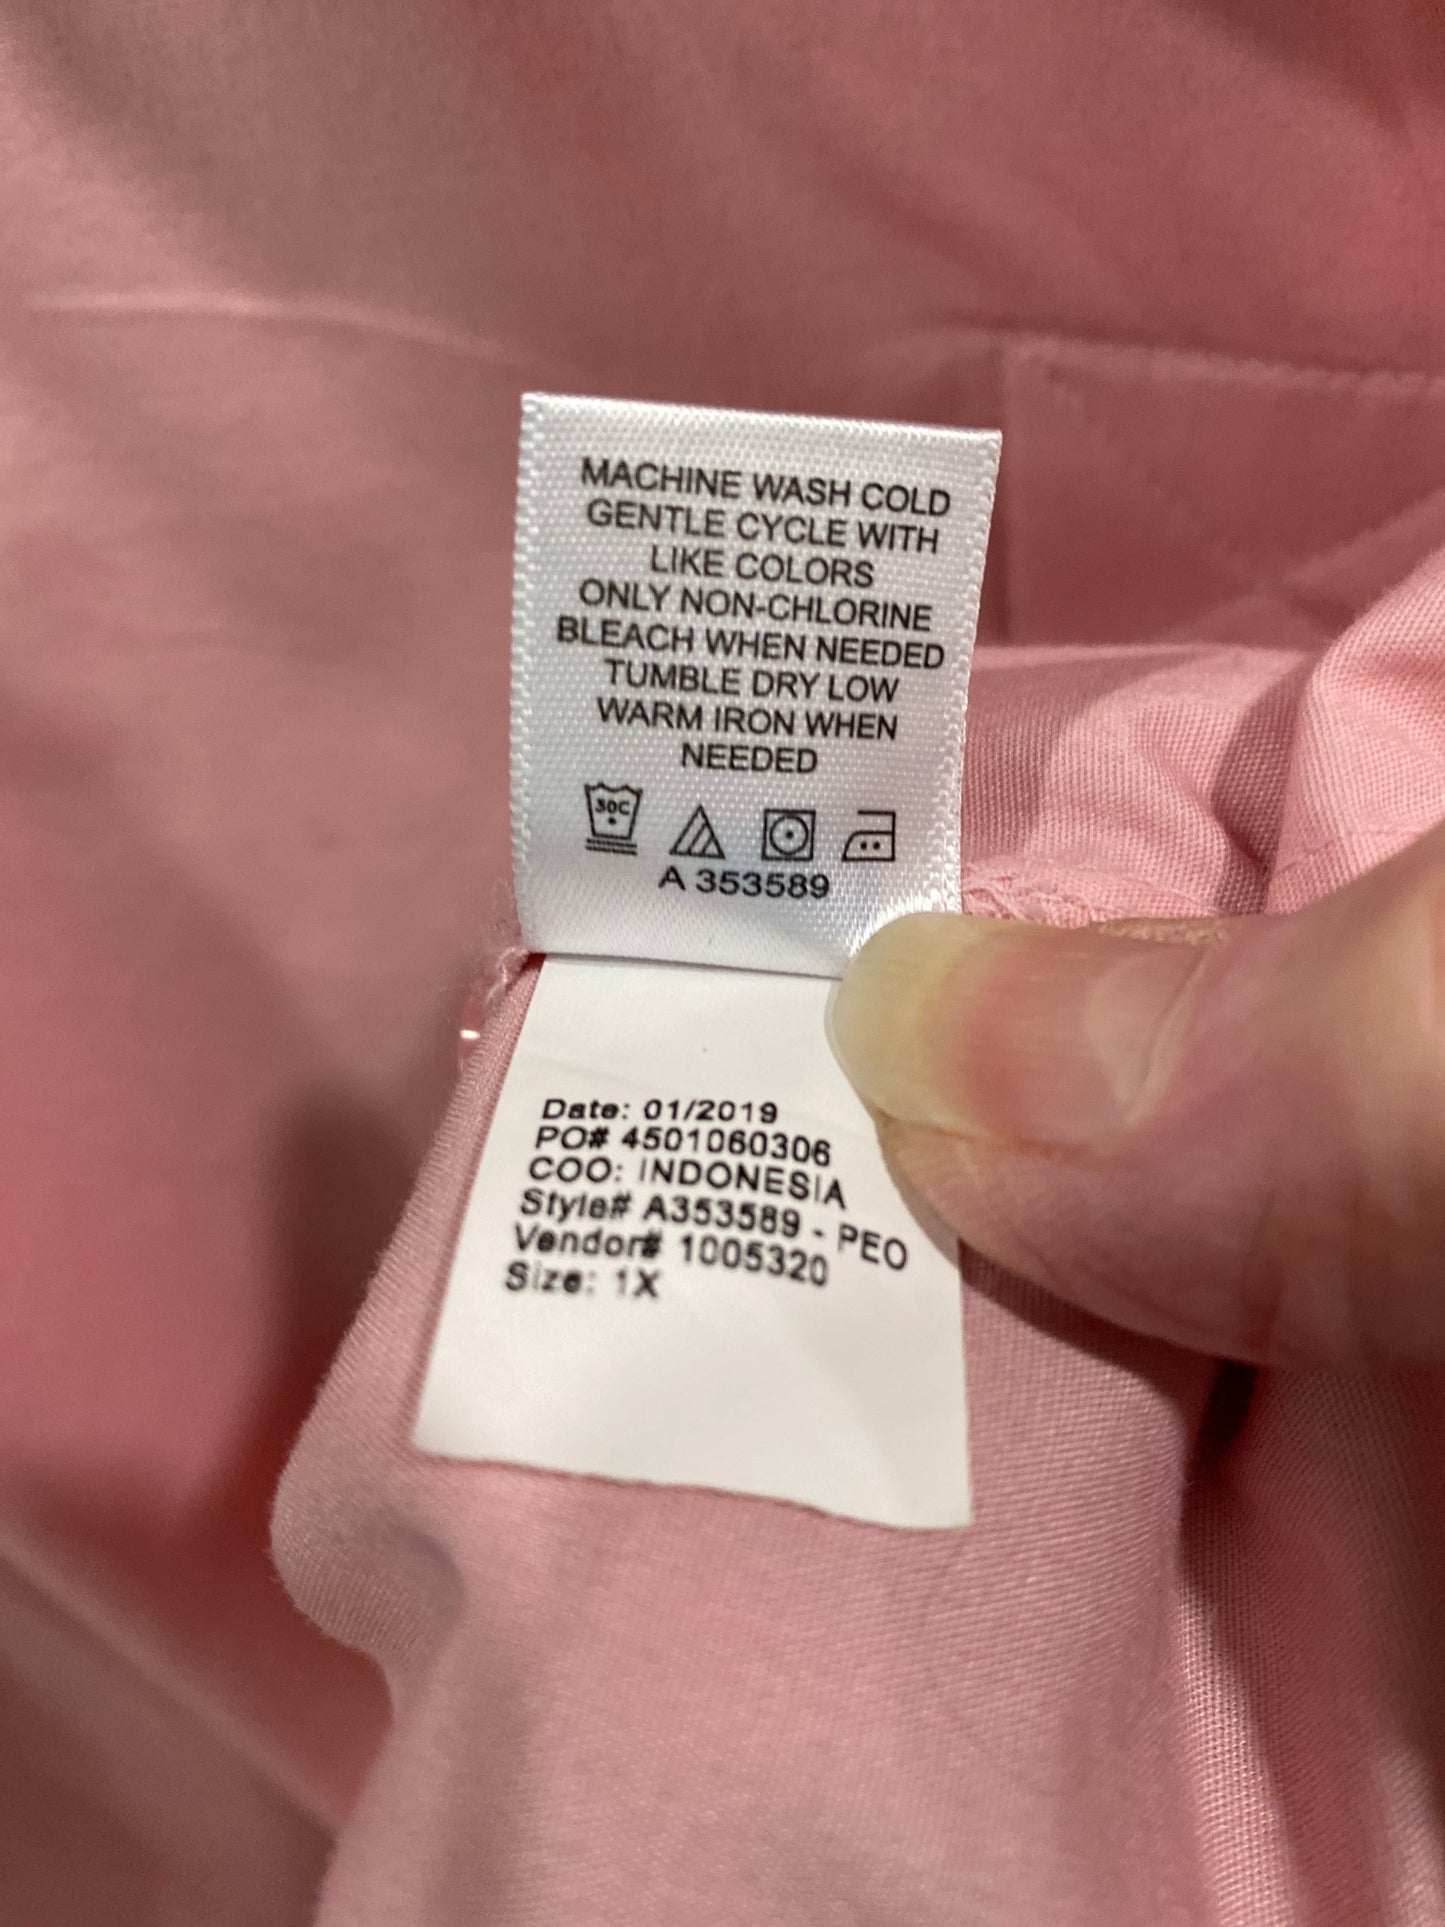 MACHINE WASH COLD
GENTLE CYCLE WITH
LIKE COLORS
ONLY NON-CHLORINE
BLEACH WHEN NEEDED
TUMBLE DRY LOW
WARM IRON WHEN
NEEDED
30C
A 353589
Date: 01/2019
PO# 4501060306
COO: INDONESIA
Style# A353589 - PEO
Vendor# 1005320
Size: 1X